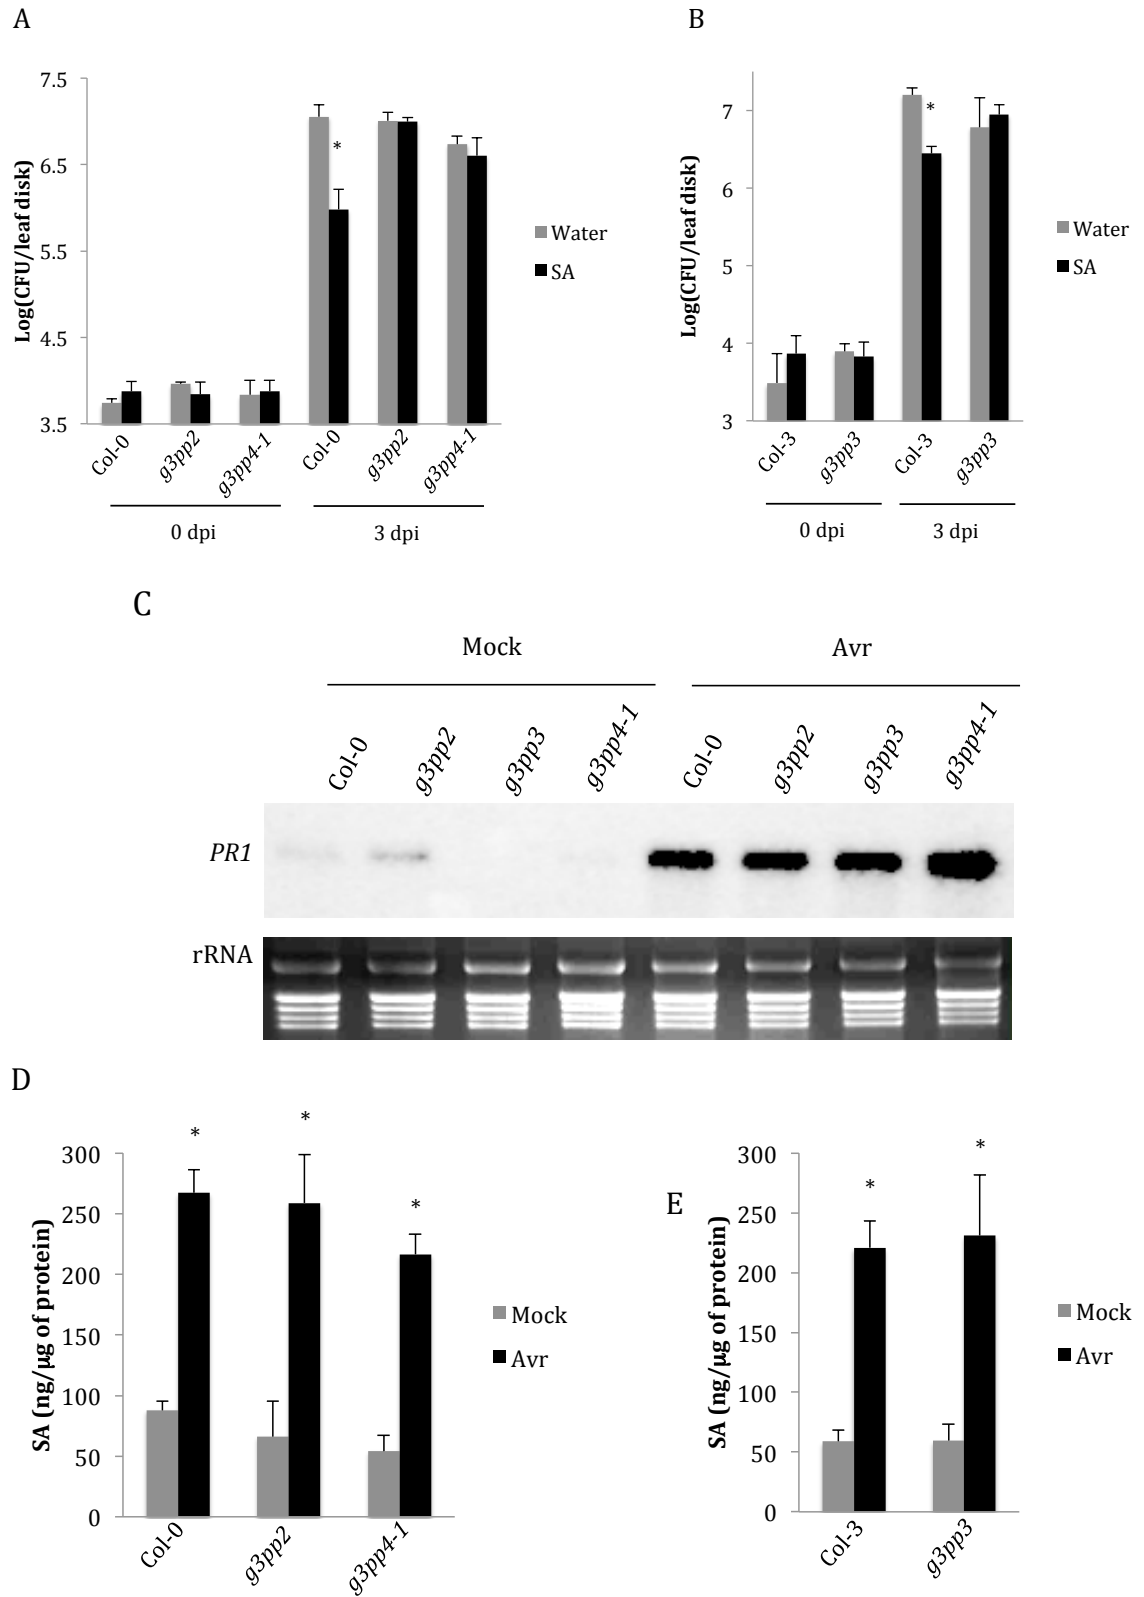 A
Log(CFU/leaf disk)
7.5
6.5
5.5
4.5
3.5
*
Water
SA
Col-0
g3pp2
g3pp4-1
Col-0
g3pp2
g3pp4-1
0 dpi
3 dpi
B
Log(CFU/leaf disk)
7
6
5
4
3
*
Water
SA
Col-3
g3pp3
Col-3
g3pp3
0 dpi
3 dpi
C
Mock
Avr
Col-0
g3pp2
g3pp3
g3pp4-1
Col-0
g3pp2
g3pp3
g3pp4-1
PR1
rRNA
D
SA (ng/µg of protein)
300
250
200
150
100
50
0
*
*
*
Mock
Avr
Col-0
g3pp2
g3pp4-1
E
SA (ng/µg of protein)
300
250
200
150
100
50
0
*
*
Mock
Avr
Col-3
g3pp3